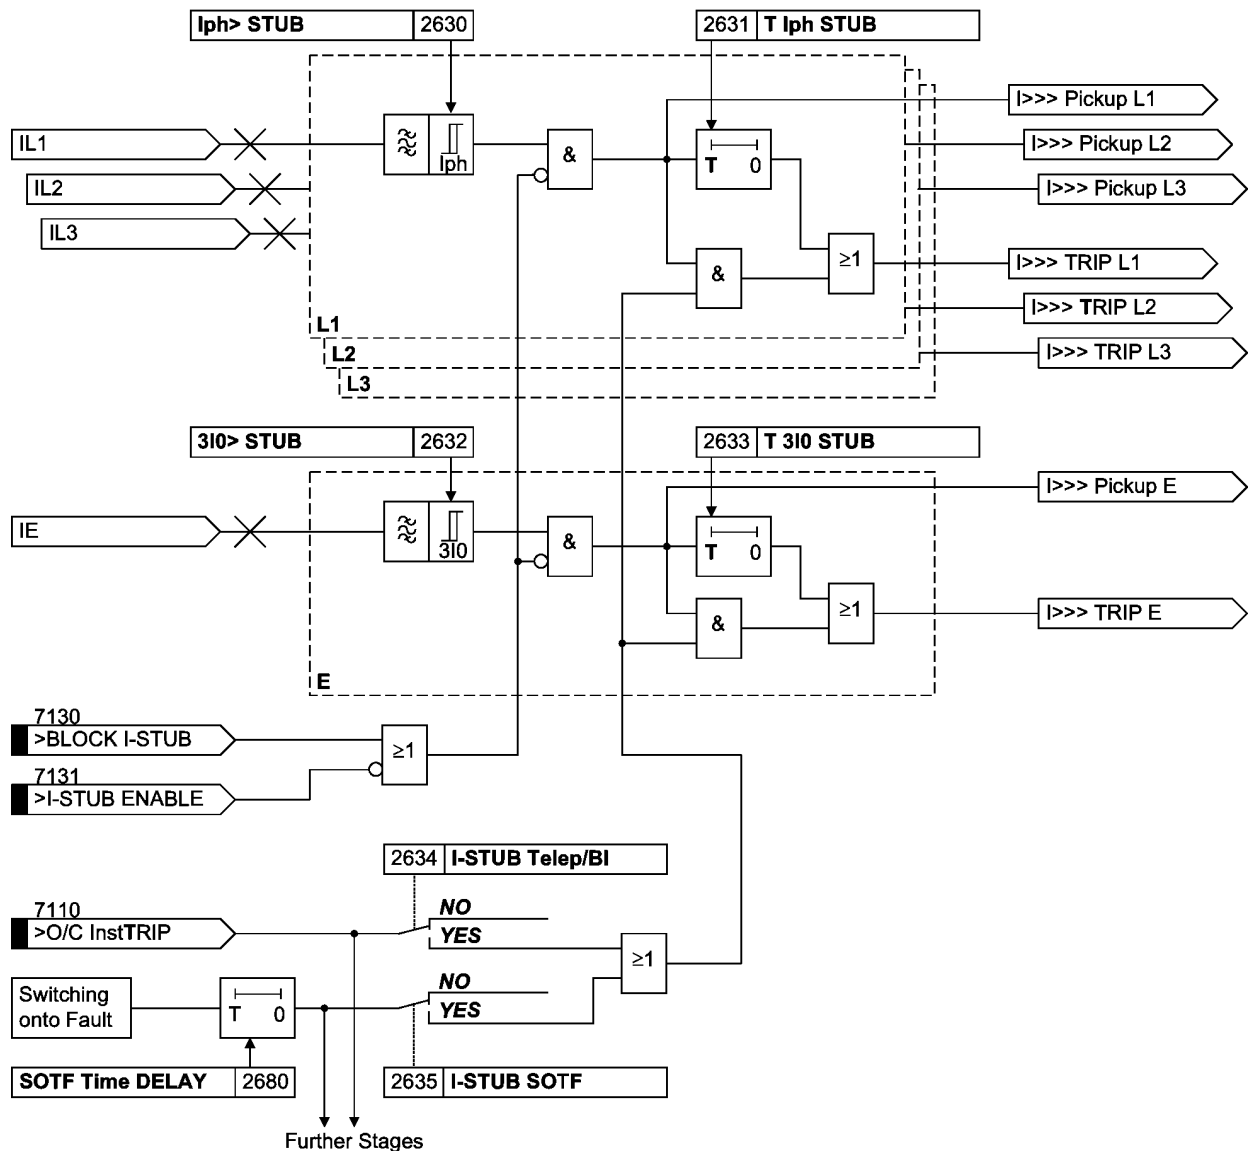 Iph> STUB 2630
2631 T Iph STUB
I>>> Pickup L1
IL1
Iph
&
T 0
I>>> Pickup L2
IL2
I>>> Pickup L3
IL3
&
≥1
I>>> TRIP L1
I>>> TRIP L2
L1
L2
I>>> TRIP L3
L3
3I0> STUB 2632
2633 T 3I0 STUB
I>>> Pickup E
IE
3I0
&
T 0
&
≥1
I>>> TRIP E
E
7130
>BLOCK I-STUB
≥1
7131
>I-STUB ENABLE
2634 I-STUB Telep/BI
7110
>O/C InstTRIP
NO
YES
≥1
Switching
onto Fault
T 0
NO
YES
SOTF Time DELAY 2680
2635 I-STUB SOTF
Further Stages